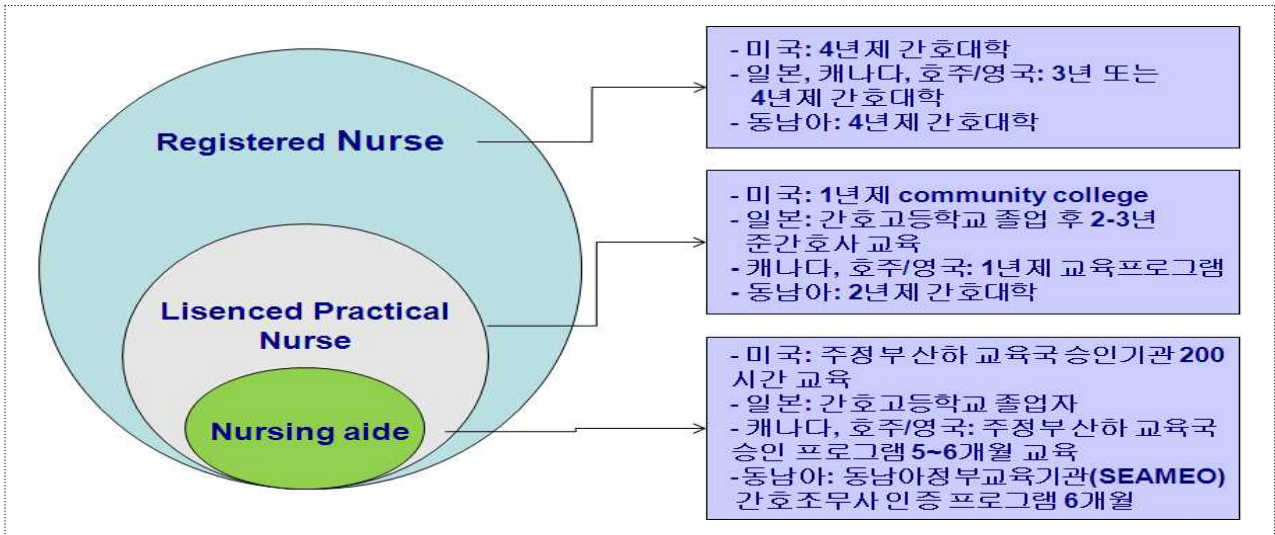 Registered Nurse
Lisenced Practical
Nurse
Nursing aide
- 미국: 4년제 간호대학
- 일본, 캐나다, 호주/영국: 3년 또는
4년제 간호대학
- 동남아: 4년제 간호대학
- 미국: 1년제 community college
- 일본: 간호고등학교 졸업 후 2-3년
준간호사 교육
- 캐나다, 호주/영국: 1년제 교육프로그램
- 동남아: 2년제 간호대학
- 미국: 주정부 산하 교육국 승인기관 200
시간 교육
- 일본: 간호고등학교 졸업자
- 캐나다, 호주/영국: 주정부 산하 교육국
승인 프로그램 5~6개월 교육
-동남아: 동남아정부교육기관(SEAMEO)
간호조무사 인증 프로그램 6개월